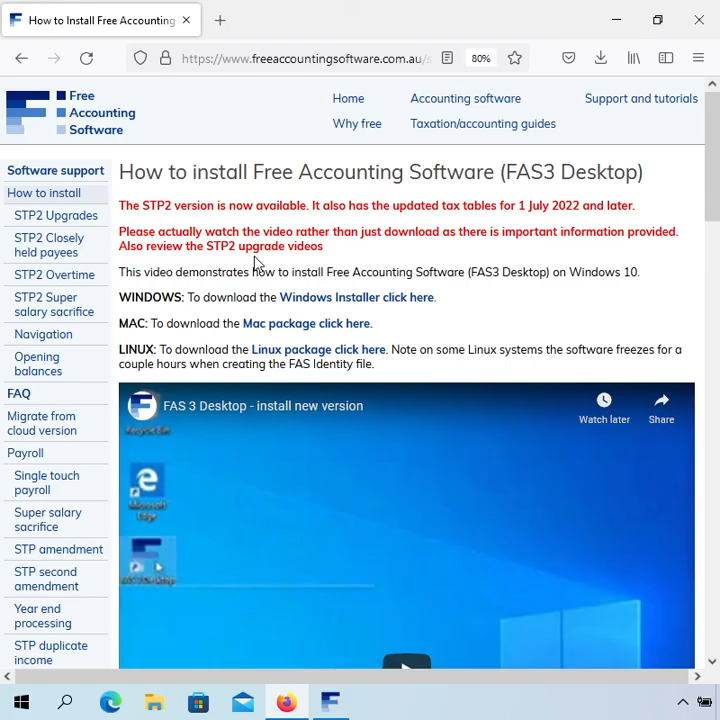 How to Install Free Accounting
https://www.freeaccountingsoftware.com.au/s
80%
Free
Accounting
Software
Home
Accounting software
Support and tutorials
Why free
Taxation/accounting guides
Software support
How to install
STP2 Upgrades
STP2 Closely
held payees
STP2 Overtime
STP2 Super
salary sacrifice
Navigation
Opening
balances
FAQ
Migrate from
cloud version
Payroll
Single touch
payroll
Super salary
sacrifice
STP amendment
STP second
amendment
Year end
processing
STP duplicate
income
How to install Free Accounting Software (FAS3 Desktop)
The STP2 version is now available. It also has the updated tax tables for 1 July 2022 and later.
Please actually watch the video rather than just download as there is important information provided.
Also review the STP2 upgrade videos
This video demonstrates how to install Free Accounting Software (FAS3 Desktop) on Windows 10.
WINDOWS: To download the Windows Installer click here.
MAC: To download the Mac package click here.
LINUX: To download the Linux package click here. Note on some Linux systems the software freezes for a
couple hours when creating the FAS Identity file.
FAS 3 Desktop - install new version
Watch later
Share
Recycle Bin
Microsoft
Edge